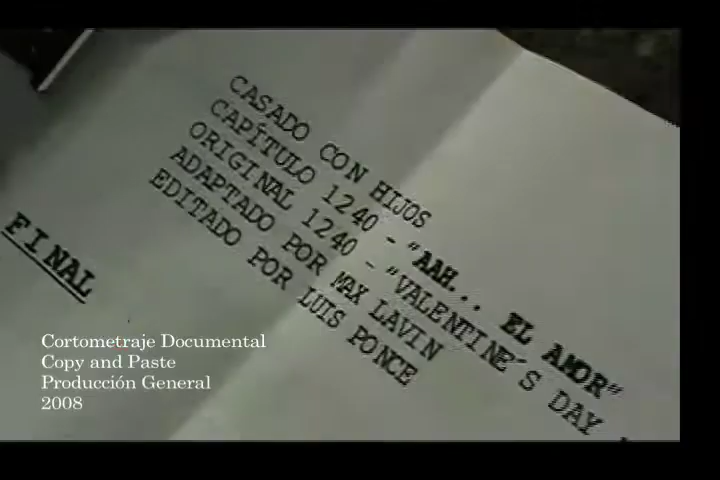 CASADO CON HIJOS
CAPÍTULO 1240 - "AAH... EL AMOR"
ORIGINAL 1240 - "VALENTINE´S DAY
ADAPTADO POR MAX LAVIN
EDITADO POR LUIS PONCE
FINAL
Cortometraje Documental
Copy and Paste
Producción General
2008